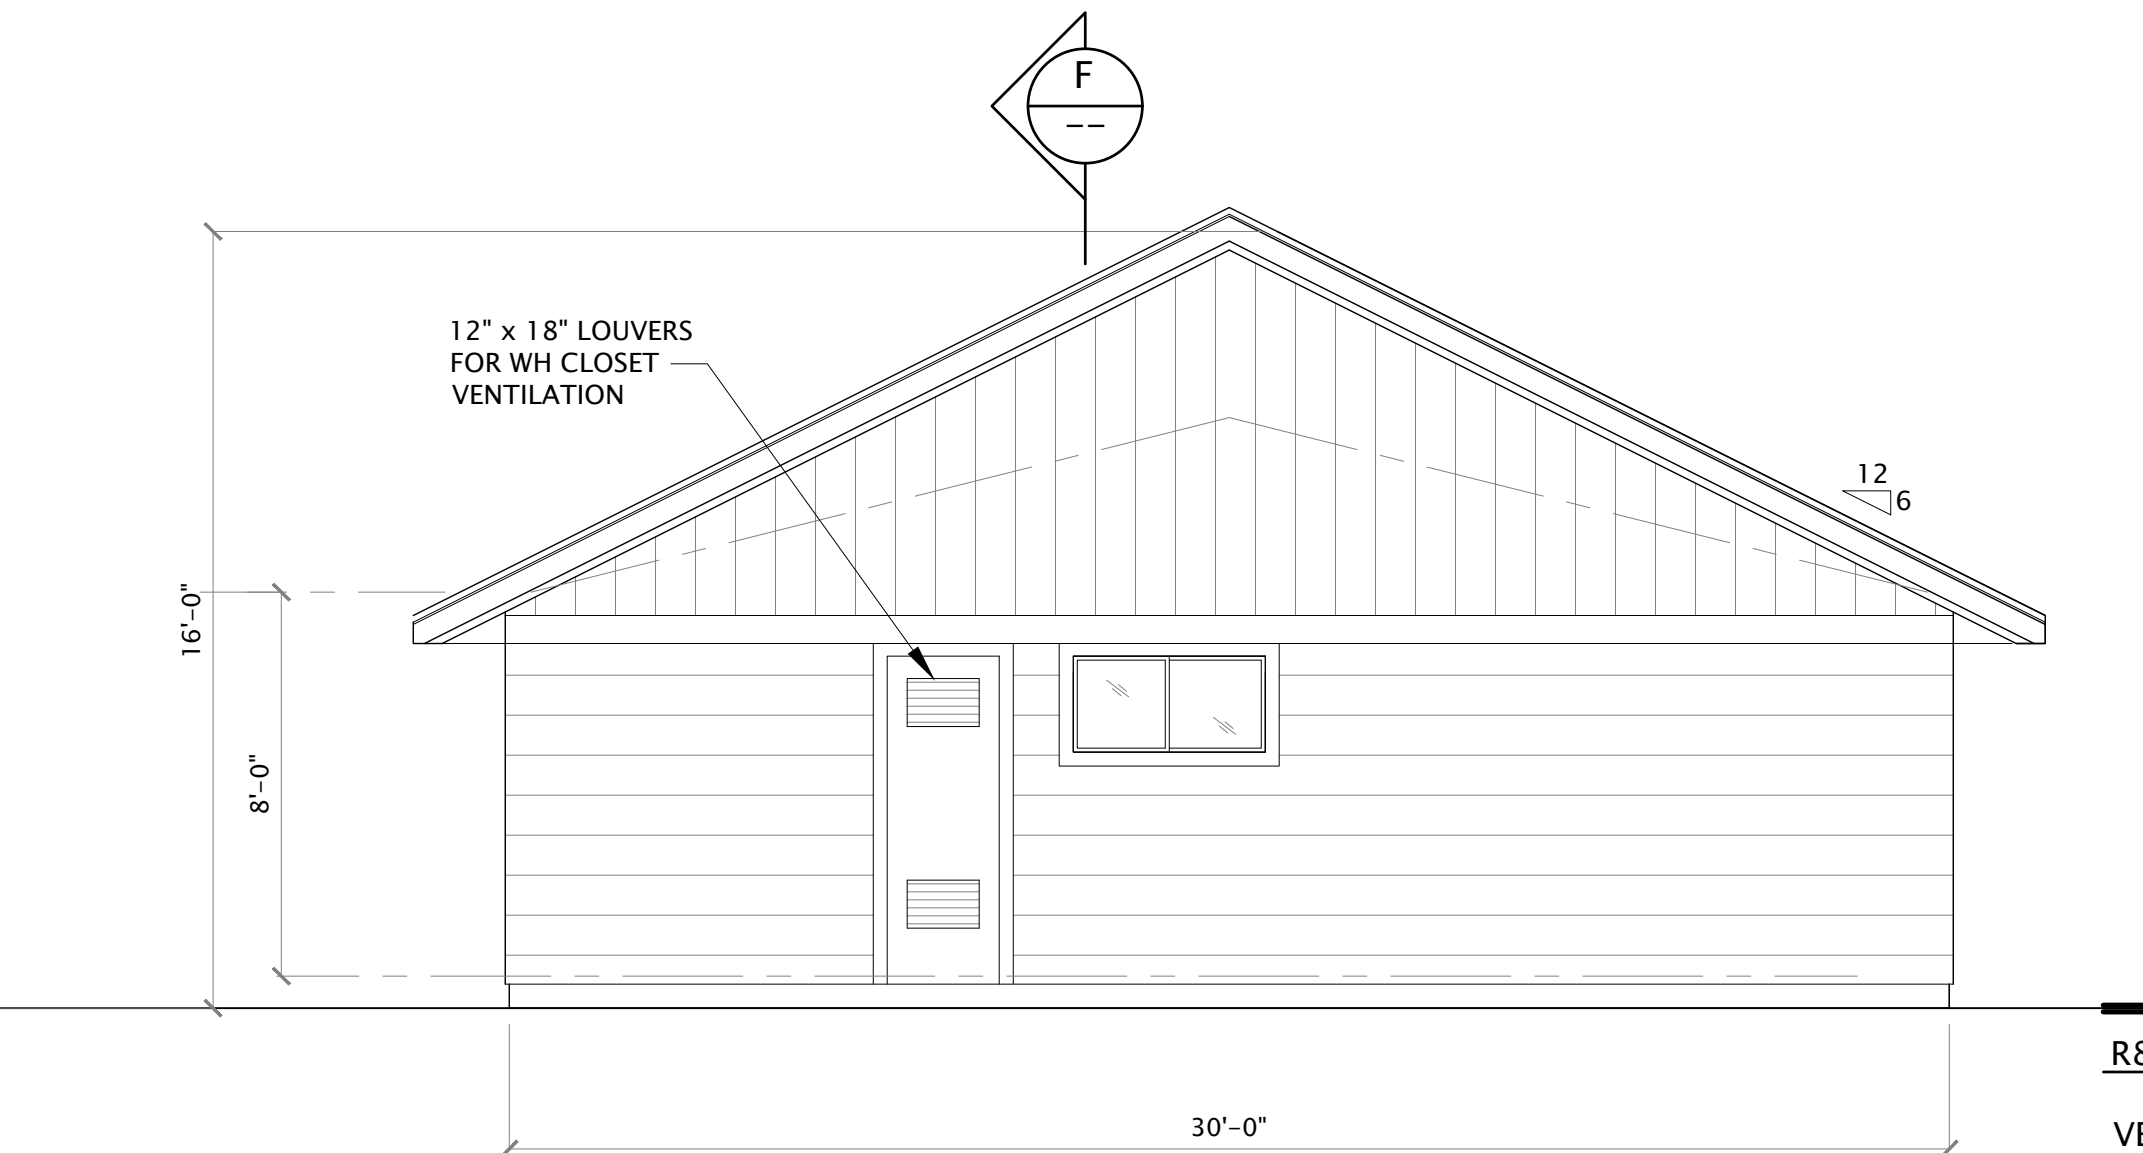 F
--
12" x 18" LOUVERS
FOR WH CLOSET
VENTILATION
12
6
16'-0"
8'-0"
30'-0"